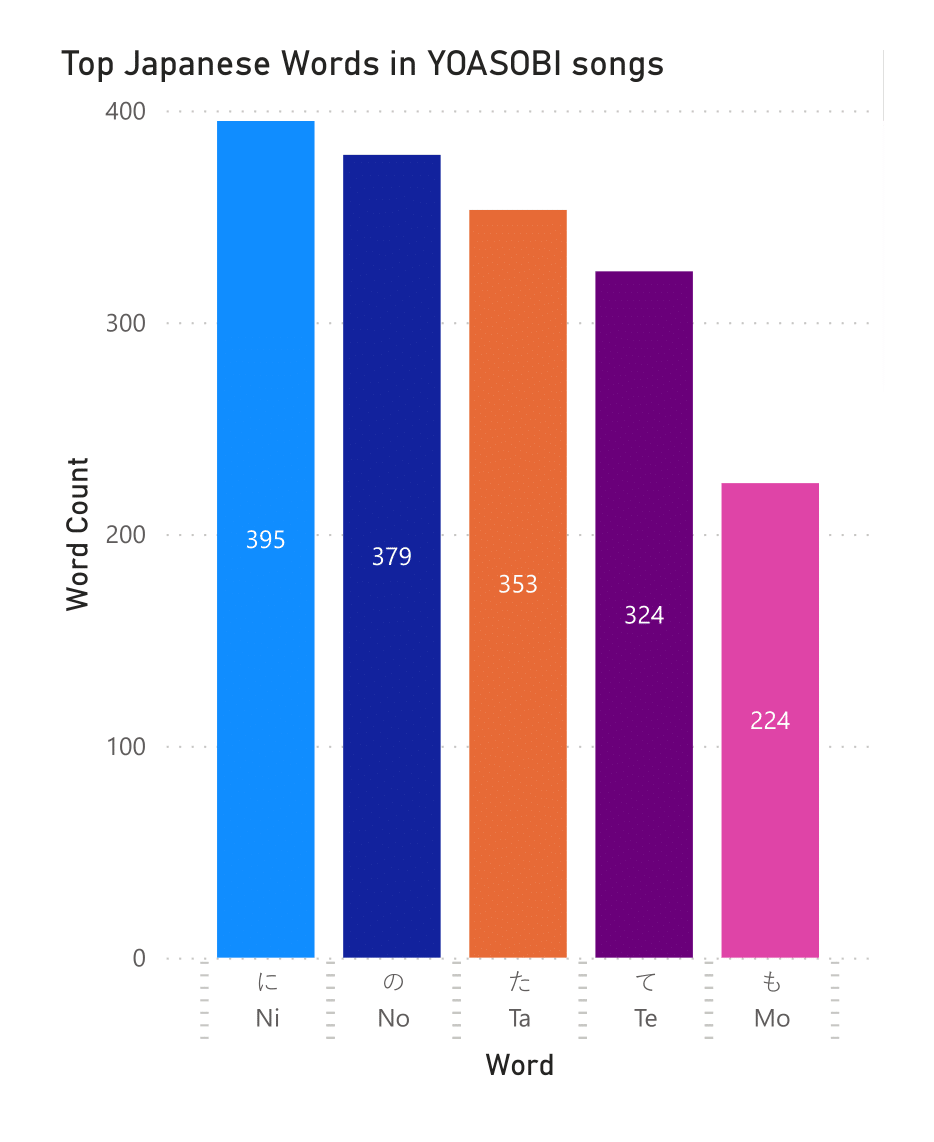 Top Japanese Words in YOASOBI songs
400
300
200
100
0
Word Count
395
379
353
324
224
に の た て も
Ni No Ta Te Mo
Word